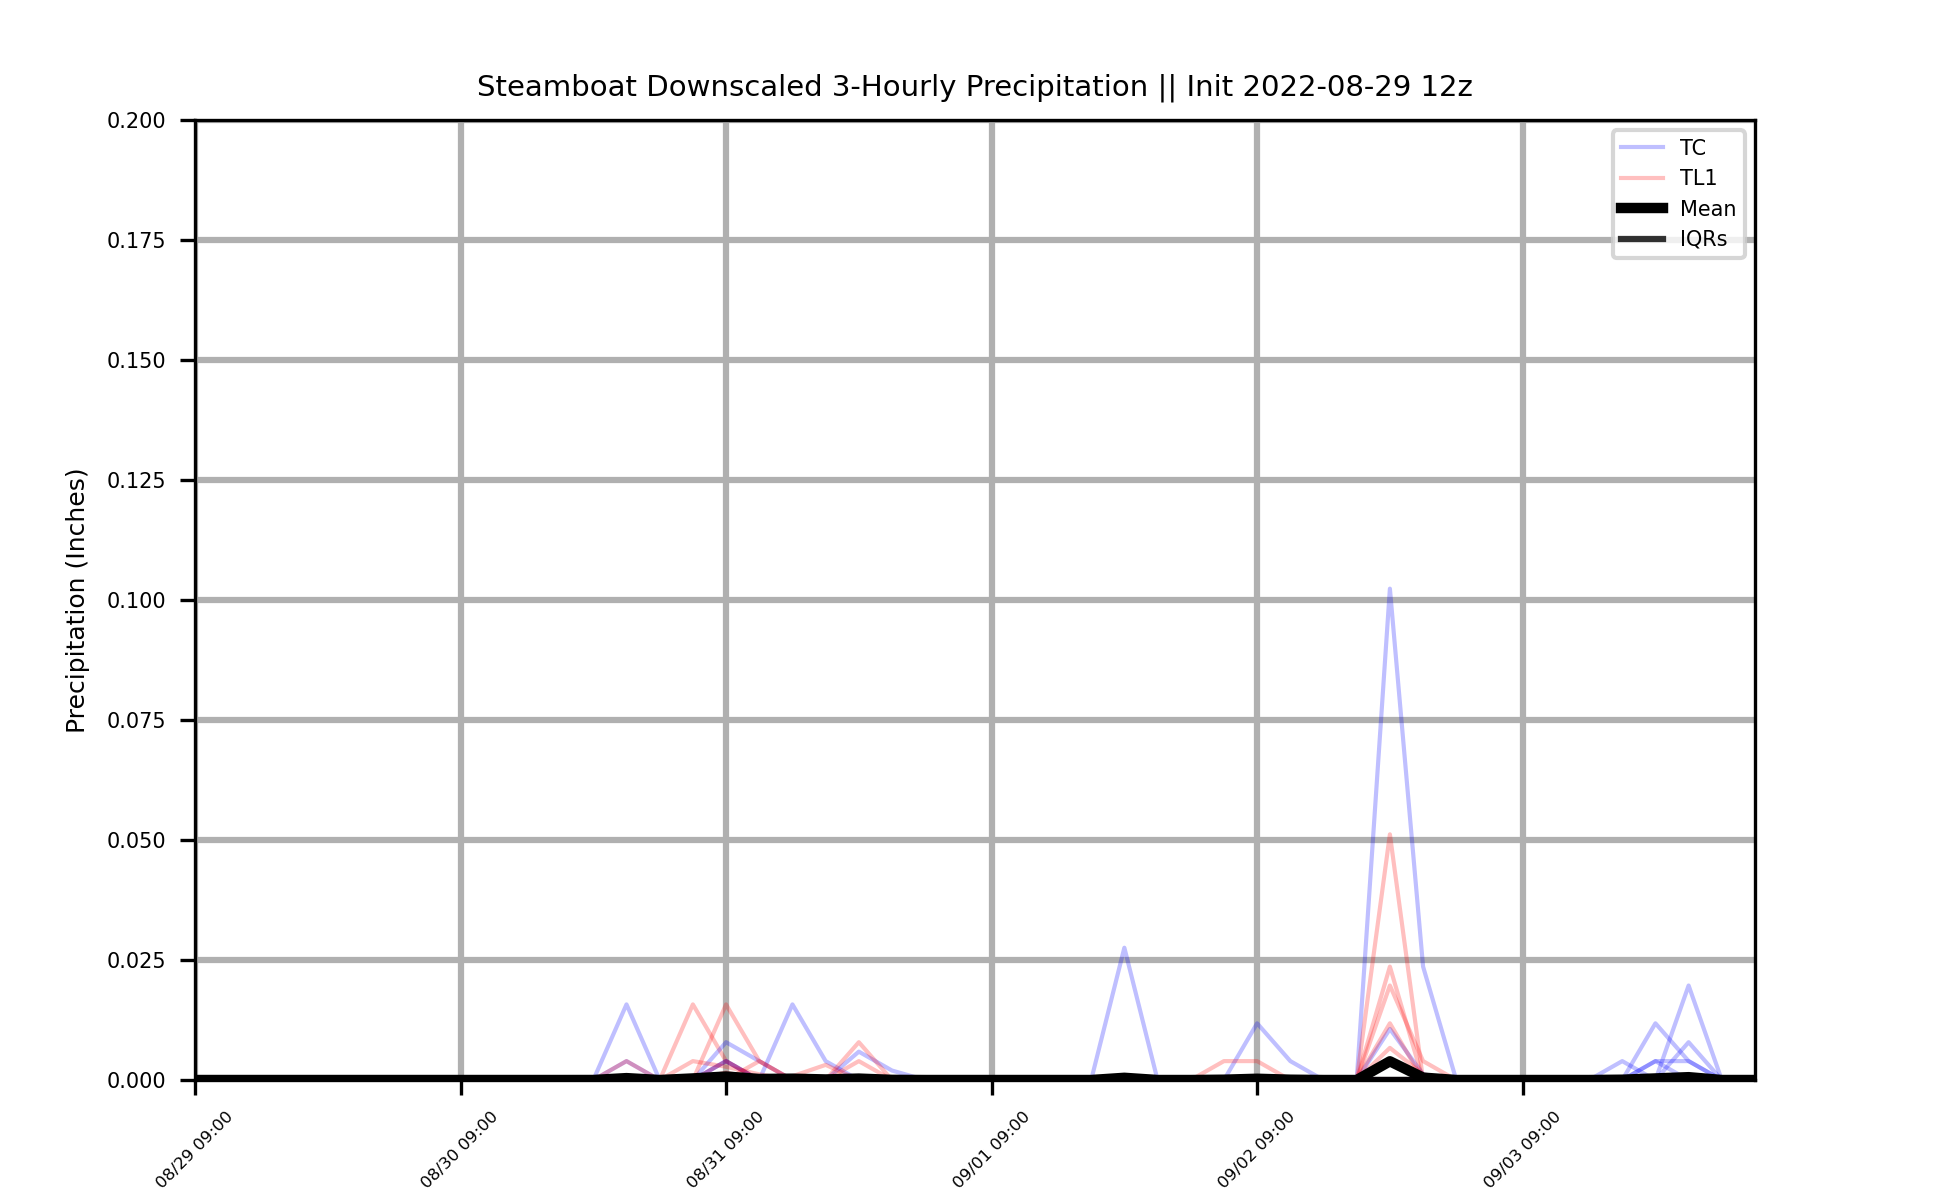 Steamboat Downscaled 3-Hourly Precipitation || Init 2022-08-29 12z
0.200
0.175
0.150
0.125
0.100
0.075
0.050
0.025
0.000
Precipitation (Inches)
TC
TL1
Mean
IQRs
08/29 09:00
08/30 09:00
08/31 09:00
09/01 09:00
09/02 09:00
09/03 09:00